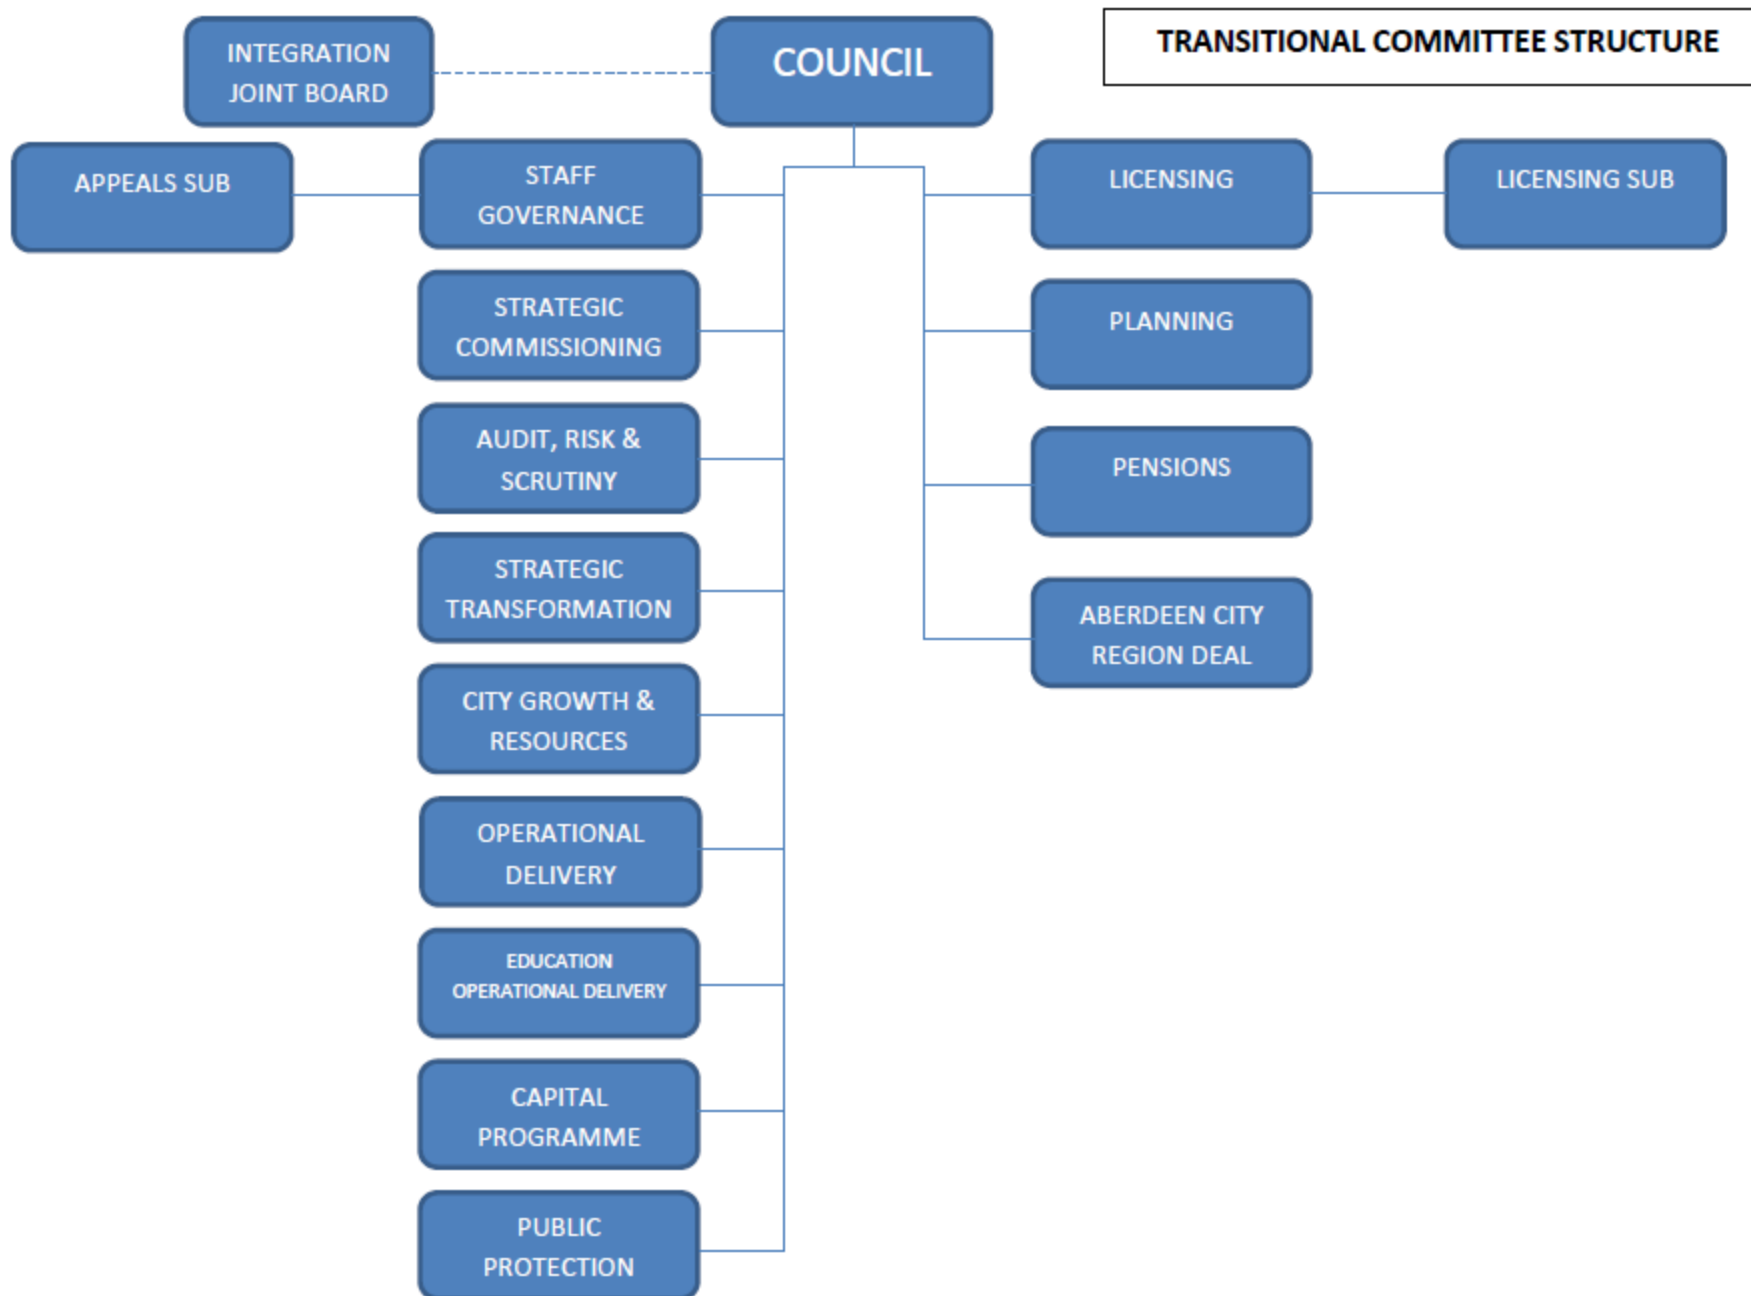 TRANSITIONAL COMMITTEE STRUCTURE
INTEGRATION
JOINT BOARD
COUNCIL
APPEALS SUB
STAFF
GOVERNANCE
LICENSING
LICENSING SUB
STRATEGIC
COMMISSIONING
PLANNING
AUDIT, RISK &
SCRUTINY
PENSIONS
STRATEGIC
TRANSFORMATION
ABERDEEN CITY
REGION DEAL
CITY GROWTH &
RESOURCES
OPERATIONAL
DELIVERY
EDUCATION
OPERATIONAL DELIVERY
CAPITAL
PROGRAMME
PUBLIC
PROTECTION